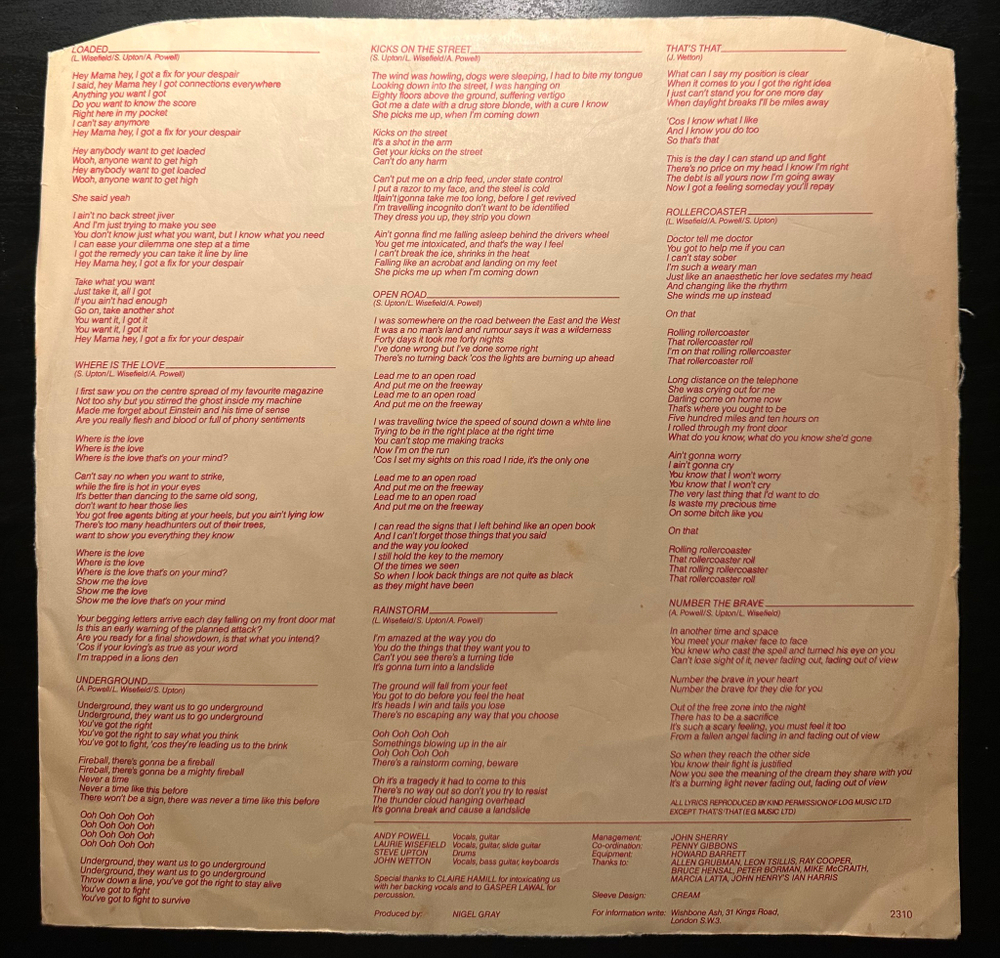 LOADED
(L. Wisefield/S. Upton/A. Powell)
Hey Mama hey, I got a fix for your despair
I said, hey Mama hey I got connections everywhere
Anything you want I got
Do you want to know the score
Right here in my pocket
I can't say anymore
Hey Mama hey, I got a fix for your despair
Hey anybody want to get loaded
Wooh, anyone want to get high
Hey anybody want to get loaded
Wooh, anyone want to get high
She said yeah
I ain't no back street jiver
And I'm just trying to make you see
You don't know just what you want, but I know what you need
I can ease your dilemma one step at a time
I got the remedy you can take it line by line
Hey Mama hey, I got a fix for your despair
Take what you want
Just take it, all I got
If you ain't had enough
Go on, take another shot
You want it, I got it
You want it, I got it
Hey Mama hey, I got a fix for your despair
WHERE IS THE LOVE
(S. Upton/L. Wisefield/A. Powell)
I first saw you on the centre spread of my favourite magazine
Not too shy but you stirred the ghost inside my machine
Made me forget about Einstein and his time of sense
Are you really flesh and blood or full of phony sentiments
Where is the love
Where is the love
Where is the love that's on your mind?
Can't say no when you want to strike,
while the fire is hot in your eyes
It's better than dancing to the same old song,
don't want to hear those lies
You got free agents biting at your heels, but you ain't lying low
There's too many headhunters out of their trees,
want to show you everything they know
Where is the love
Where is the love
Where is the love that's on your mind?
Show me the love
Show me the love
Show me the love that's on your mind
Your begging letters arrive each day falling on my front door mat
Is this an early warning of the planned attack?
Are you ready for a final showdown, is that what you intend?
'Cos if your loving's as true as your word
I'm trapped in a lions den
UNDERGROUND
(A. Powell/L. Wisefield/S. Upton)
Underground, they want us to go underground
Underground, they want us to go underground
You've got the right
You've got the right to say what you think
You've got to fight, 'cos they're leading us to the brink
Fireball, there's gonna be a fireball
Fireball, there's gonna be a mighty fireball
Never a time
Never a time like this before
There won't be a sign, there was never a time like this before
Ooh Ooh Ooh Ooh
Ooh Ooh Ooh Ooh
Ooh Ooh Ooh Ooh
Ooh Ooh Ooh Ooh
Underground, they want us to go underground
Underground, they want us to go underground
Throw down a line, you've got the right to stay alive
You've got to fight
You've got to fight to survive
KICKS ON THE STREET
(S. Upton/L. Wisefield/A. Powell)
The wind was howling, dogs were sleeping, I had to bite my tongue
Looking down into the street, I was hanging on
Eighty floors above the ground, suffering vertigo
Got me a date with a drug store blonde, with a cure I know
She picks me up, when I'm coming down
Kicks on the street
It's a shot in the arm
Get your kicks on the street
Can't do any harm
Can't put me on a drip feed, under state control
I put a razor to my face, and the steel is cold
It ain't gonna take me too long, before I get revived
I'm travelling incognito don't want to be identified
They dress you up, they strip you down
Ain't gonna find me falling asleep behind the drivers wheel
You get me intoxicated, and that's the way I feel
I can't break the ice, shrinks in the heat
Falling like an acrobat and landing on my feet
She picks me up when I'm coming down
OPEN ROAD
(S. Upton/L. Wisefield/A. Powell)
I was somewhere on the road between the East and the West
It was a no man's land and rumour says it was a wilderness
Forty days it took me forty nights
I've done wrong but I've done some right
There's no turning back 'cos the lights are burning up ahead
Lead me to an open road
And put me on the freeway
Lead me to an open road
And put me on the freeway
I was travelling twice the speed of sound down a white line
Trying to be in the right place at the right time
You can't stop me making tracks
Now I'm on the run
'Cos I set my sights on this road I ride, it's the only one
Lead me to an open road
And put me on the freeway
Lead me to an open road
And put me on the freeway
I can read the signs that I left behind like an open book
And I can't forget those things that you said
and the way you looked
I still hold the key to the memory
Of the times we seen
So when I look back things are not quite as black
as they might have been
RAINSTORM
(L. Wisefield/S. Upton/A. Powell)
I'm amazed at the way you do
You do the things that they want you to
Can't you see there's a turning tide
It's gonna turn into a landslide
The ground will fall from your feet
You got to do before you feel the heat
It's heads I win and tails you lose
There's no escaping any way that you choose
Ooh Ooh Ooh Ooh
Somethings blowing up in the air
Ooh Ooh Ooh Ooh
There's a rainstorm coming, beware
Oh it's a tragedy it had to come to this
There's no way out so don't you try to resist
The thunder cloud hanging overhead
It's gonna break and cause a landslide
THAT'S THAT
(J. Wetton)
What can I say my position is clear
When it comes to you I got the right idea
I just can't stand you for one more day
When daylight breaks I'll be miles away
'Cos I know what I like
And I know you do too
So that's that
This is the day I can stand up and fight
There's no price on my head I know I'm right
The debt is all yours now I'm going away
Now I got a feeling someday you'll repay
ROLLERCOASTER
(L. Wisefield/A. Powell/S. Upton)
Doctor tell me doctor
You got to help me if you can
I can't stay sober
I'm such a weary man
Just like an anaesthetic her love sedates my head
And changing like the rhythm
She winds me up instead
On that
Rolling rollercoaster
That rollercoaster roll
I'm on that rolling rollercoaster
That rollercoaster roll
Long distance on the telephone
She was crying out for me
Darling come on home now
That's where you ought to be
Five hundred miles and ten hours on
I rolled through my front door
What do you know, what do you know she'd gone
Ain't gonna worry
I ain't gonna cry
You know that I won't worry
You know that I won't cry
The very last thing that I'd want to do
Is waste my precious time
On some bitch like you
On that
Rolling rollercoaster
That rollercoaster roll
That rolling rollercoaster
That rollercoaster roll
NUMBER THE BRAVE
(A. Powell/S. Upton/L. Wisefield)
In another time and space
You meet your maker face to face
You knew who cast the spell and turned his eye on you
Can't lose sight of it, never fading out, fading out of view
Number the brave in your heart
Number the brave for they die for you
Out of the free zone into the night
There has to be a sacrifice
It's such a scary feeling, you must feel it too
From a fallen angel fading in and fading out of view
So when they reach the other side
You know their fight is justified
Now you see the meaning of the dream they share with you
It's a burning light never fading out, fading out of view
ALL LYRICS REPRODUCED BY KIND PERMISSION OF LOG MUSIC LTD
EXCEPT THAT'S THAT (E G MUSIC LTD)
ANDY POWELL Vocals, guitar
LAURIE WISEFIELD Vocals, guitar, slide guitar
STEVE UPTON Drums
JOHN WETTON Vocals, bass guitar, keyboards
Special thanks to CLAIRE HAMILL for intoxicating us
with her backing vocals and to GASPER LAWAL for
percussion.
Produced by: NIGEL GRAY
Management: JOHN SHERRY
Co-ordination: PENNY GIBBONS
Equipment: HOWARD BARRETT
Thanks to: ALLEN GRUBMAN, LEON TSILLIS, RAY COOPER,
BRUCE HENSAL, PETER BORMAN, MIKE McCRAITH,
MARCIA LATTA, JOHN HENRY'S IAN HARRIS
Sleeve Design: CREAM
For information write: Wishbone Ash, 31 Kings Road,
London S.W.3.
2310